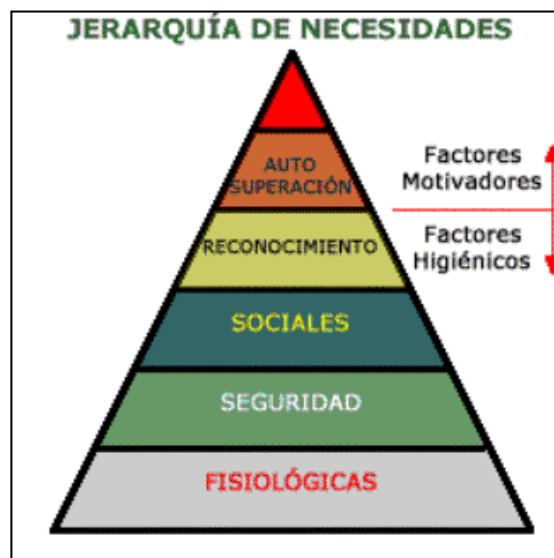 JERARQUÍA DE NECESIDADES
AUTO
SUPERACIÓN
Factores
Motivadores
RECONOCIMIENTO
Factores
Higiénicos
SOCIALES
SEGURIDAD
FISIOLÓGICAS